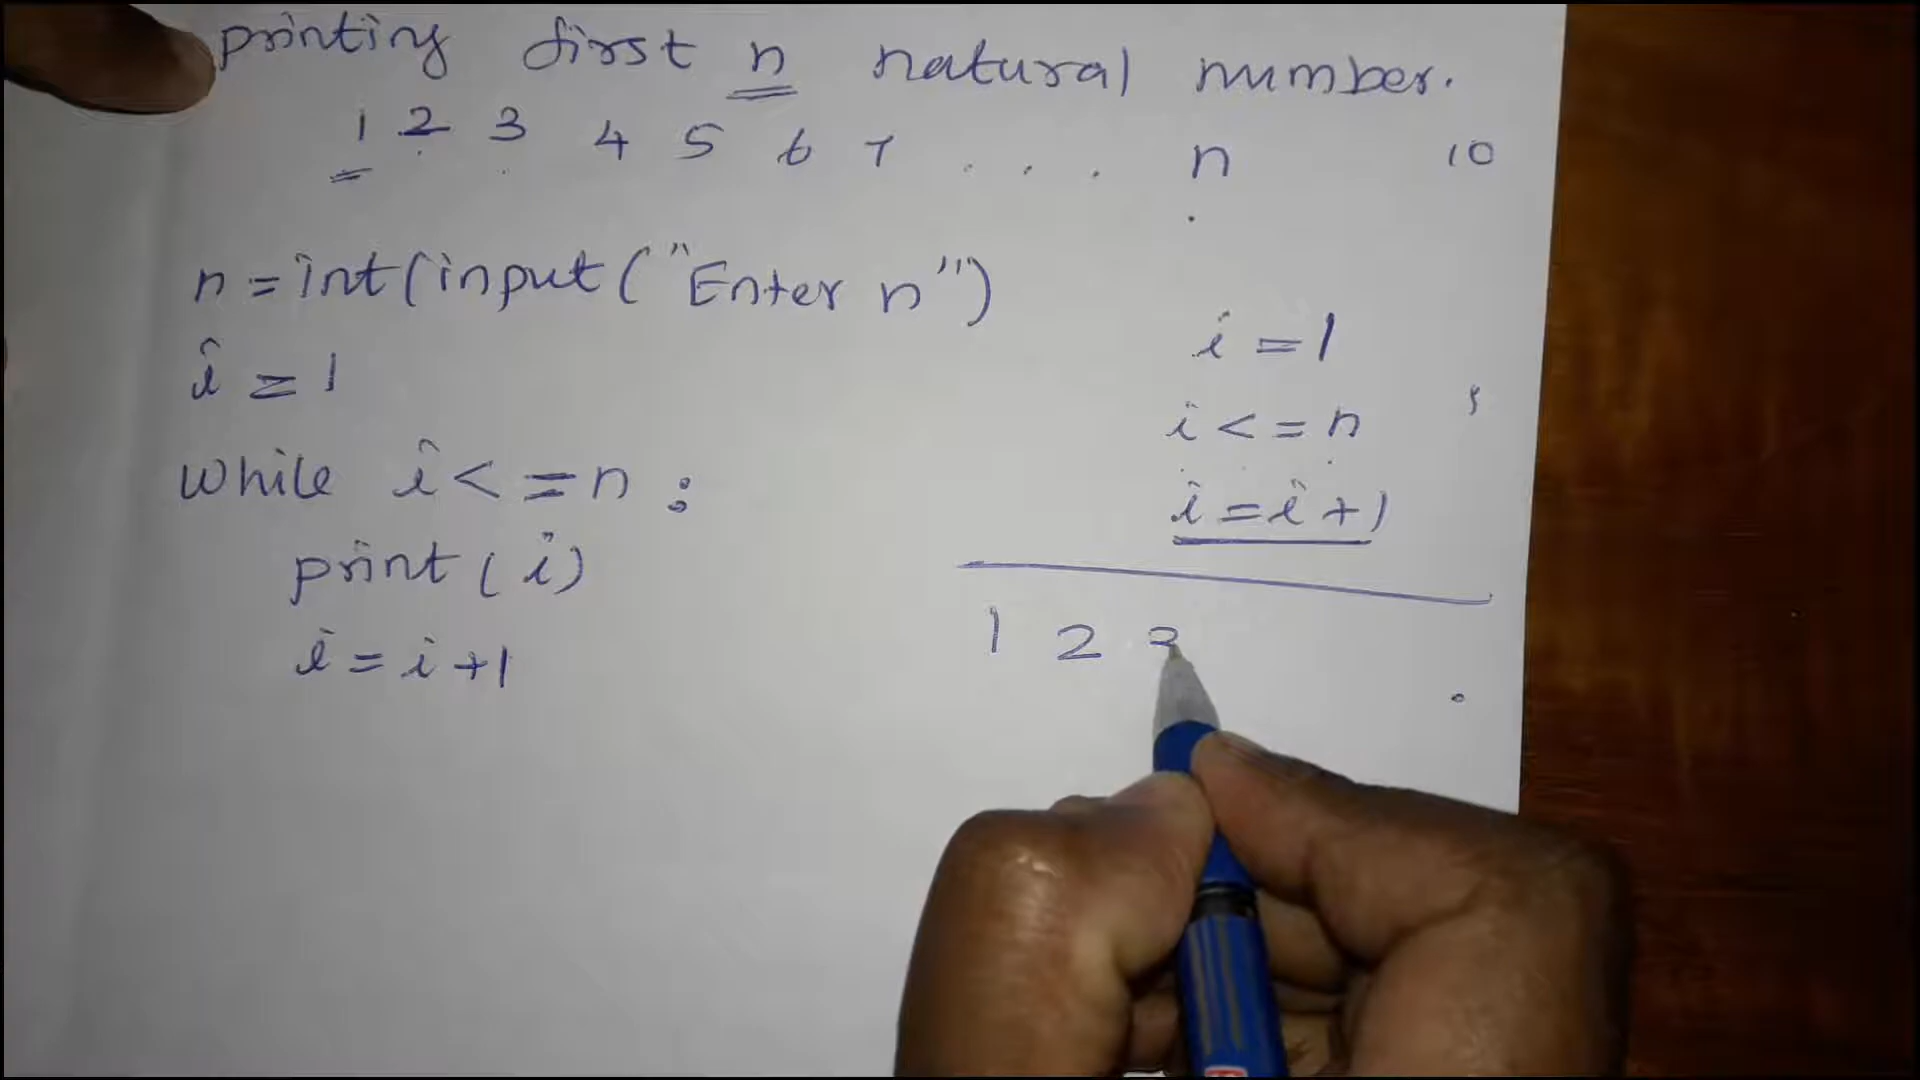 printing first n natural number.
1 2 3 4 5 6 7 . . . n 10
n = int(input("Enter n")
i = 1
while i <= n :
print(i)
i = i + 1
i = 1
i <= n
i = i + 1
1 2 3